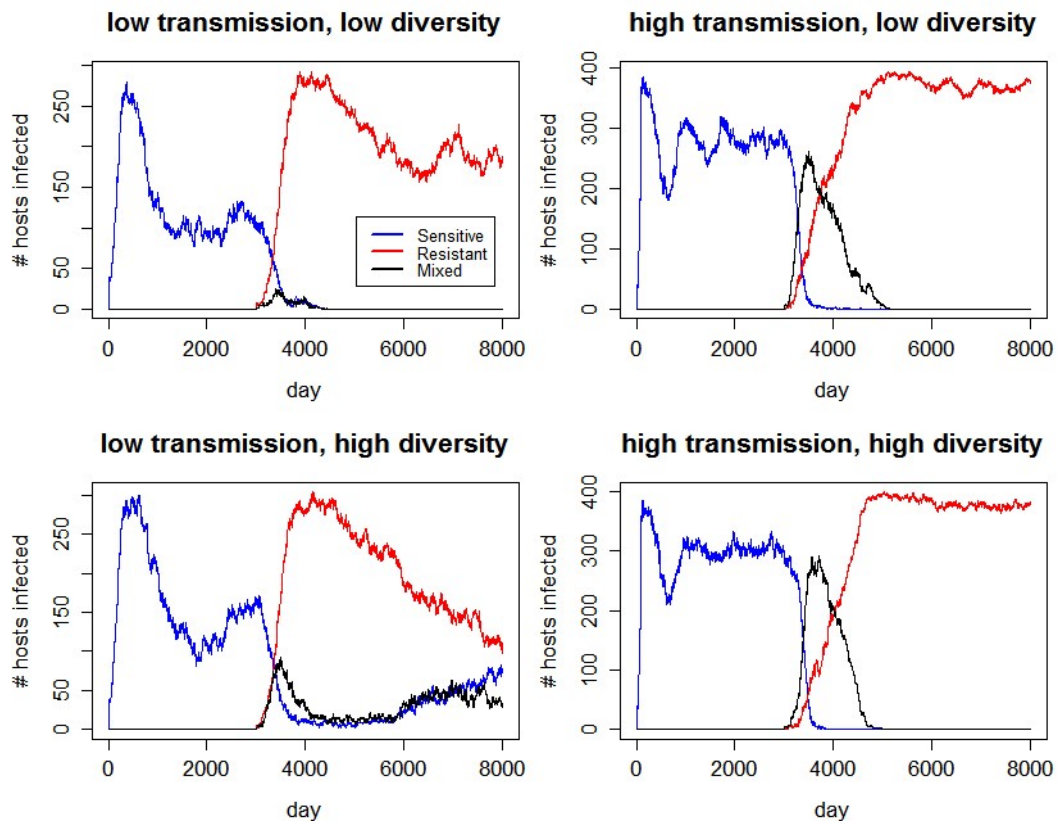 low transmission, low diversity
# hosts infected
0
50
150
250
0 2000 4000 6000 8000
day
Sensitive
Resistant
Mixed
high transmission, low diversity
# hosts infected
0
100
200
300
400
0 2000 4000 6000 8000
day
low transmission, high diversity
# hosts infected
0
50
150
250
0 2000 4000 6000 8000
day
high transmission, high diversity
# hosts infected
0
100
200
300
400
0 2000 4000 6000 8000
day